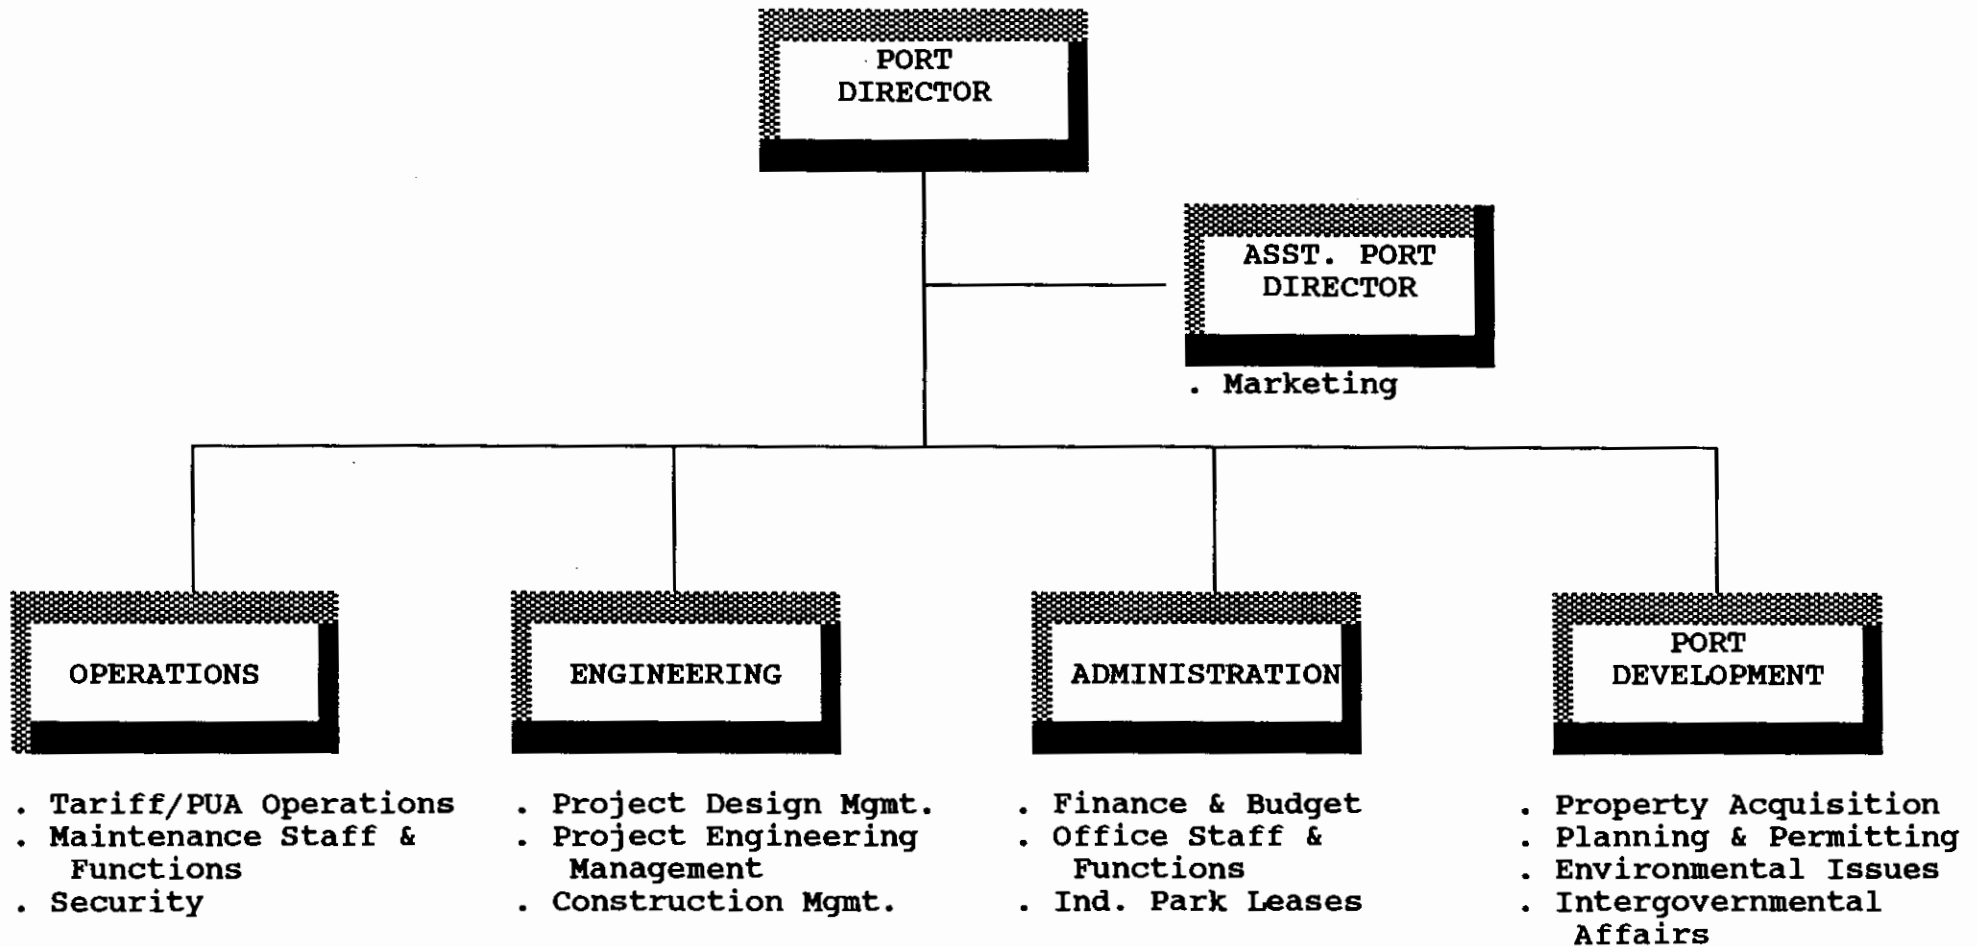 PORT
DIRECTOR
ASST. PORT
DIRECTOR
. Marketing
OPERATIONS
. Tariff/PUA Operations
. Maintenance Staff &
Functions
. Security
ENGINEERING
. Project Design Mgmt.
. Project Engineering
Management
. Construction Mgmt.
ADMINISTRATION
. Finance & Budget
. Office Staff &
Functions
. Ind. Park Leases
PORT
DEVELOPMENT
. Property Acquisition
. Planning & Permitting
. Environmental Issues
. Intergovernmental
Affairs